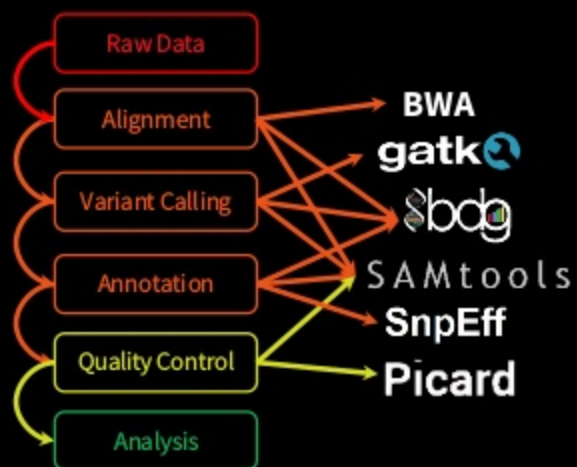 Raw Data
Alignment
Variant Calling
Annotation
Quality Control
Analysis
BWA
gatk
bdg
SAMtools
SnpEff
Picard